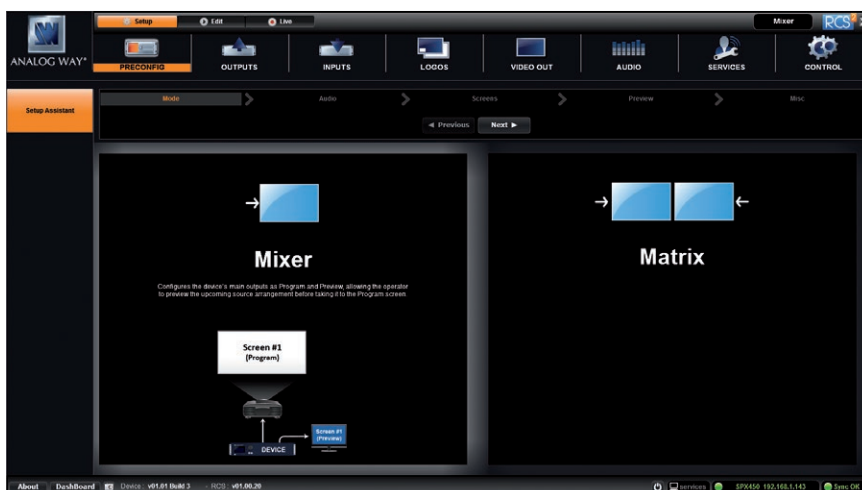 Setup Edit Live Mixer RCS²
ANALOG WAY®
PRECONFIG OUTPUTS INPUTS LOGOS VIDEO OUT AUDIO SERVICES CONTROL
Setup Assistant
Mode Audio Screens Preview Misc
Previous Next
Mixer
Configures the device's main outputs as Program and Preview, allowing the operator
to preview the upcoming source arrangement before taking it to the Program screen
Screen #1
(Program)
Screen #1
(Preview)
DEVICE
Matrix
About DashBoard Device : v01.01 Build 3 - RCS : v01.00.20 services SPX450 192.168.1.143 Sync OK